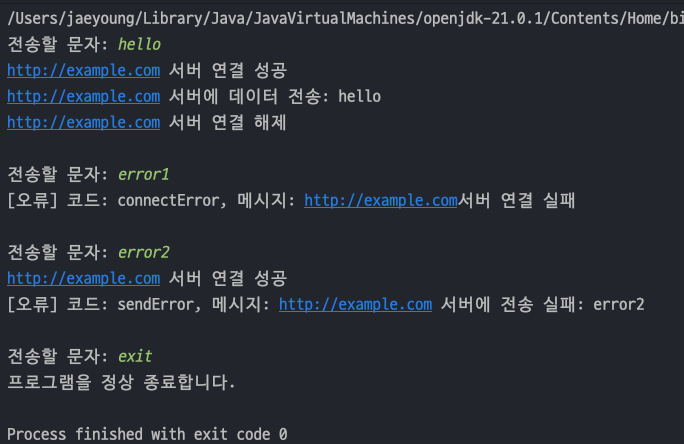 /Users/jaeyoung/Library/Java/JavaVirtualMachines/openjdk-21.0.1/Contents/Home/bi
전송할 문자: hello
http://example.com 서버 연결 성공
http://example.com 서버에 데이터 전송: hello
http://example.com 서버 연결 해제
전송할 문자: error1
[오류] 코드: connectError, 메시지: http://example.com서버 연결 실패
전송할 문자: error2
http://example.com 서버 연결 성공
[오류] 코드: sendError, 메시지: http://example.com 서버에 전송 실패: error2
전송할 문자: exit
프로그램을 정상 종료합니다.
Process finished with exit code 0